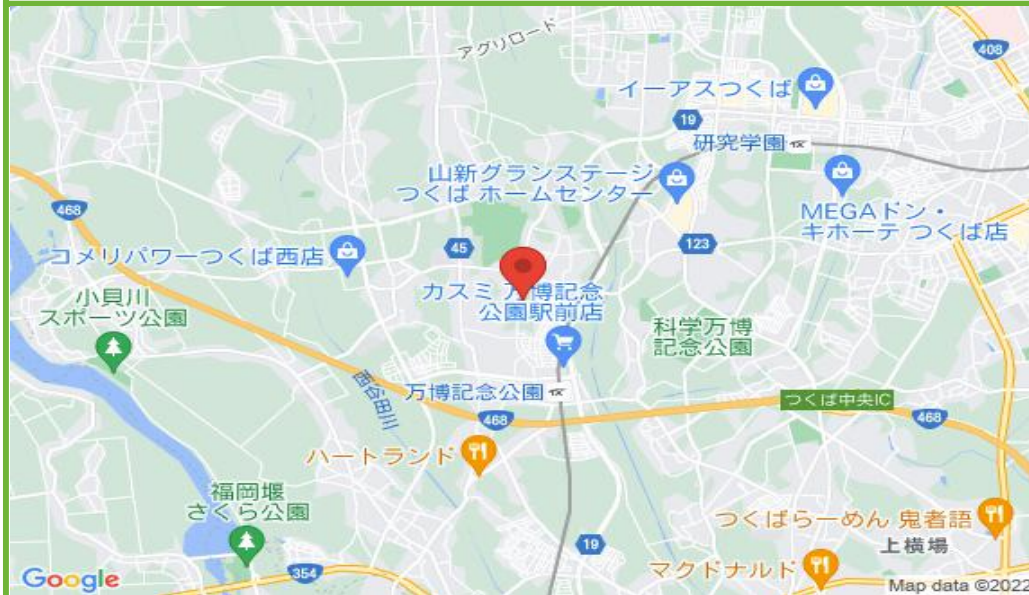 アグリロード
408
イーアスつくば
19
研究学園
山新グランステージ
つくば ホームセンター
MEGAドン・
キホーテ つくば店
468
コメリパワーつくば西店
45
123
カスミ 万博記念
公園駅前店
小貝川
スポーツ公園
科学万博
記念公園
西谷田川
万博記念公園
つくば中央IC
468
468
ハートランド
福岡堰
さくら公園
つくばらーめん 鬼者語
上横場
19
マクドナルド
354
Google
Map data ©2022